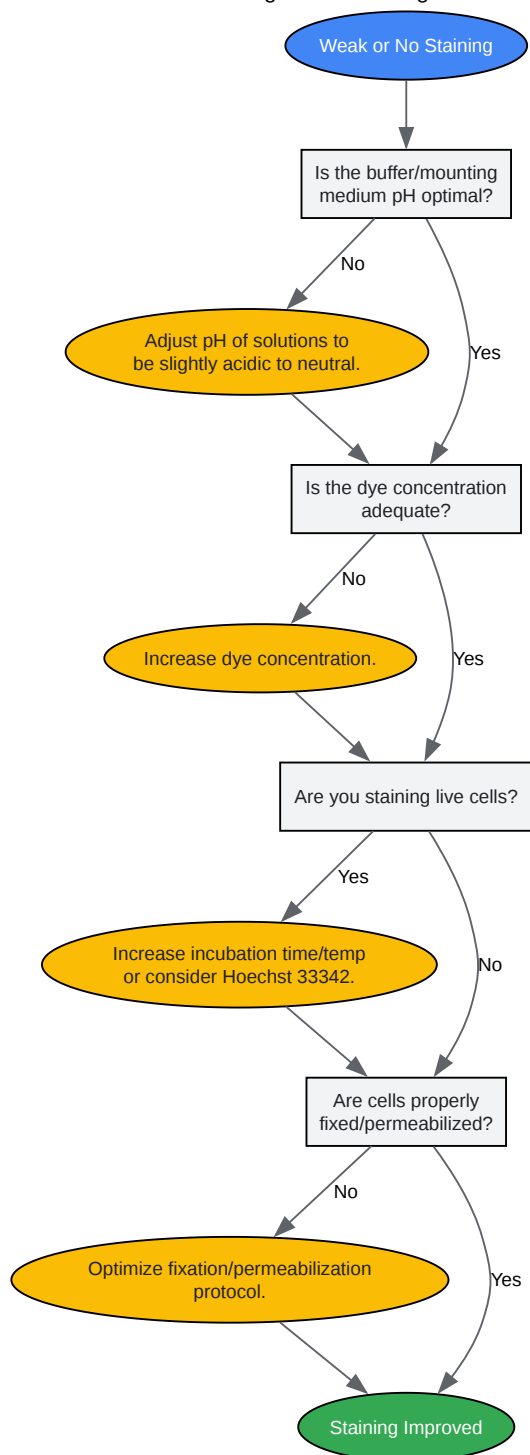 Weak or No Staining
Is the buffer/mounting
medium pH optimal?
No
Adjust pH of solutions to
be slightly acidic to neutral.
Yes
Is the dye concentration
adequate?
No
Increase dye concentration.
Yes
Are you staining live cells?
Yes
Increase incubation time/temp
or consider Hoechst 33342.
No
Are cells properly
fixed/permeabilized?
No
Optimize fixation/permeabilization
protocol.
Yes
Staining Improved